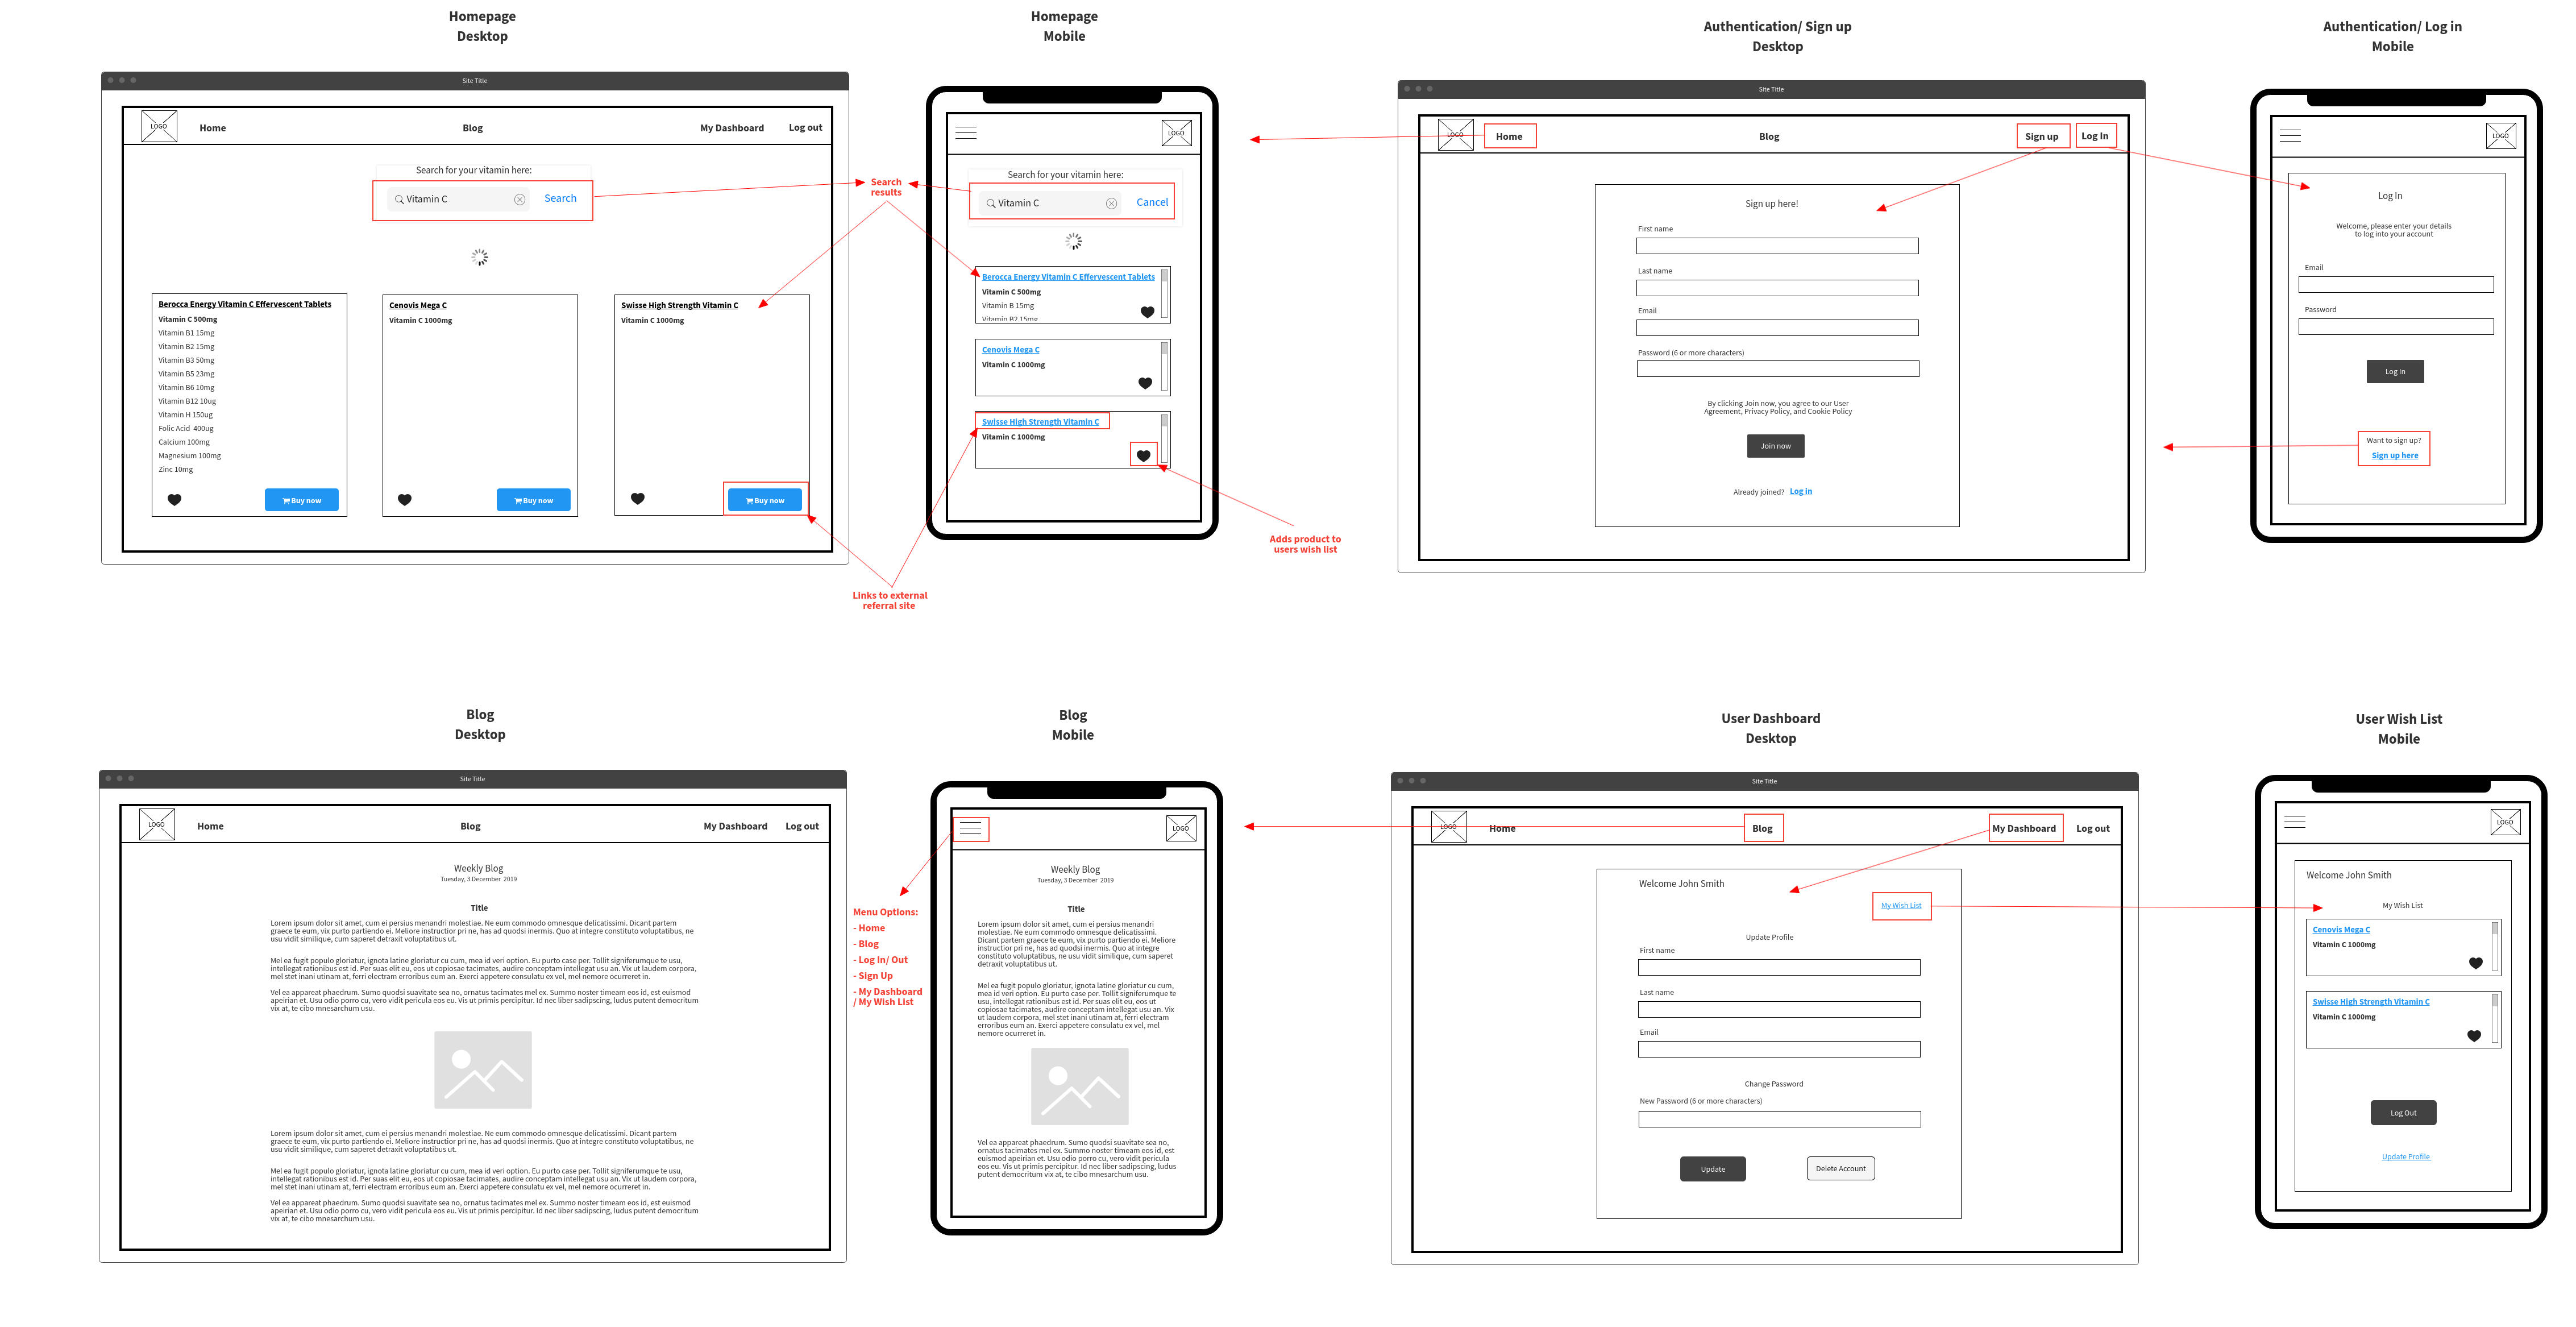 Homepage
Desktop
Site Title
LOGO
Home
Blog
My Dashboard
Log out
Search for your vitamin here:
Vitamin C
Search
Berocca Energy Vitamin C Effervescent Tablets
Vitamin C 500mg
Vitamin B1 15mg
Vitamin B2 15mg
Vitamin B3 50mg
Vitamin B5 23mg
Vitamin B6 10mg
Vitamin B12 10ug
Vitamin H 150ug
Folic Acid 400ug
Calcium 100mg
Magnesium 100mg
Zinc 10mg
Buy now
Cenovis Mega C
Vitamin C 1000mg
Buy now
Swisse High Strength Vitamin C
Vitamin C 1000mg
Buy now
Search
results
Links to external
referral site
Homepage
Mobile
LOGO
Search for your vitamin here:
Vitamin C
Cancel
Berocca Energy Vitamin C Effervescent Tablets
Vitamin C 500mg
Vitamin B 15mg
Vitamin B2 15mg
Cenovis Mega C
Vitamin C 1000mg
Swisse High Strength Vitamin C
Vitamin C 1000mg
Adds product to
users wish list
Authentication/ Sign up
Desktop
Site Title
LOGO
Home
Blog
Sign up
Log In
Sign up here!
First name
Last name
Email
Password (6 or more characters)
By clicking Join now, you agree to our User
Agreement, Privacy Policy, and Cookie Policy
Join now
Already joined? Log in
Authentication/ Log in
Mobile
LOGO
Log In
Welcome, please enter your details
to log into your account
Email
Password
Log In
Want to sign up?
Sign up here
Blog
Desktop
Site Title
LOGO
Home
Blog
My Dashboard
Log out
Weekly Blog
Tuesday, 3 December 2019
Title
Lorem ipsum dolor sit amet, cum ei persius menandri molestiae. Ne eum commodo omnesque delicatissimi. Dicant partem
graece te eum, vix purto partiendo ei. Meliore instructior pri ne, has ad quodsi inermis. Quo at integre constituto voluptatibus, ne
usu vidit similique, cum saperet detraxit voluptatibus ut.
Mel ea fugit populo gloriatur, ignota latine gloriatur cu cum, mea id veri option. Eu purto case per. Tollit signiferumque te usu,
intellegat rationibus est id. Per suas elit eu, eos ut copiosae tacimates, audire conceptam intellegat usu an. Vix ut laudem corpora,
mel stet inani utinam at, ferri electram erroribus eum an. Exerci appetere consulatu ex vel, mel nemore ocurreret in.
Vel ea appareat phaedrum. Sumo quodsi suavitate sea no, ornatus tacimates mel ex. Summo noster timeam eos id, est euismod
apeirian et. Usu odio porro cu, vero vidit pericula eos eu. Vis ut primis percipitur. Id nec liber sadipscing, ludus putent democritum
vix at, te cibo mnesarchum usu.
Lorem ipsum dolor sit amet, cum ei persius menandri molestiae. Ne eum commodo omnesque delicatissimi. Dicant partem
graece te eum, vix purto partiendo ei. Meliore instructior pri ne, has ad quodsi inermis. Quo at integre constituto voluptatibus, ne
usu vidit similique, cum saperet detraxit voluptatibus ut.
Mel ea fugit populo gloriatur, ignota latine gloriatur cu cum, mea id veri option. Eu purto case per. Tollit signiferumque te usu,
intellegat rationibus est id. Per suas elit eu, eos ut copiosae tacimates, audire conceptam intellegat usu an. Vix ut laudem corpora,
mel stet inani utinam at, ferri electram erroribus eum an. Exerci appetere consulatu ex vel, mel nemore ocurreret in.
Vel ea appareat phaedrum. Sumo quodsi suavitate sea no, ornatus tacimates mel ex. Summo noster timeam eos id, est euismod
apeirian et. Usu odio porro cu, vero vidit pericula eos eu. Vis ut primis percipitur. Id nec liber sadipscing, ludus putent democritum
vix at, te cibo mnesarchum usu.
Menu Options:
- Home
- Blog
- Log In/ Out
- Sign Up
- My Dashboard
/ My Wish List
Blog
Mobile
LOGO
Weekly Blog
Tuesday, 3 December 2019
Title
Lorem ipsum dolor sit amet, cum ei persius menandri
molestiae. Ne eum commodo omnesque delicatissimi.
Dicant partem graece te eum, vix purto partiendo ei. Meliore
instructior pri ne, has ad quodsi inermis. Quo at integre
constituto voluptatibus, ne usu vidit similique, cum saperet
detraxit voluptatibus ut.
Mel ea fugit populo gloriatur, ignota latine gloriatur cu cum,
mea id veri option. Eu purto case per. Tollit signiferumque te
usu, intellegat rationibus est id. Per suas elit eu, eos ut
copiosae tacimates, audire conceptam intellegat usu an. Vix
ut laudem corpora, mel stet inani utinam at, ferri electram
erroribus eum an. Exerci appetere consulatu ex vel, mel
nemore ocurreret in.
Vel ea appareat phaedrum. Sumo quodsi suavitate sea no,
ornatus tacimates mel ex. Summo noster timeam eos id, est
euismod apeirian et. Usu odio porro cu, vero vidit pericula
eos eu. Vis ut primis percipitur. Id nec liber sadipscing, ludus
putent democritum vix at, te cibo mnesarchum usu.
User Dashboard
Desktop
Site Title
LOGO
Home
Blog
My Dashboard
Log out
Welcome John Smith
My Wish List
Update Profile
First name
Last name
Email
Change Password
New Password (6 or more characters)
Update
Delete Account
User Wish List
Mobile
LOGO
Welcome John Smith
My Wish List
Cenovis Mega C
Vitamin C 1000mg
Swisse High Strength Vitamin C
Vitamin C 1000mg
Log Out
Update Profile